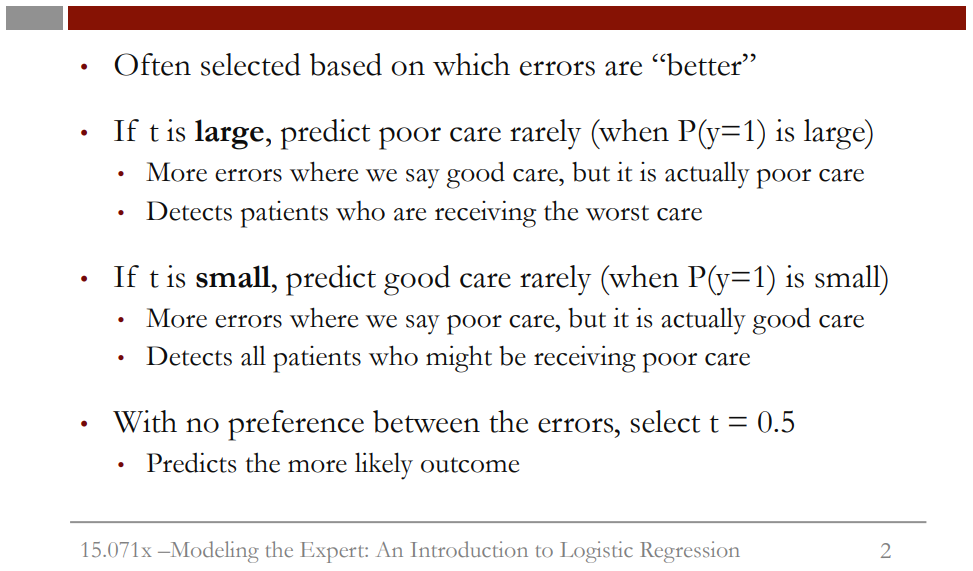 • Often selected based on which errors are “better”
• If t is large, predict poor care rarely (when P(y=1) is large)
• More errors where we say good care, but it is actually poor care
• Detects patients who are receiving the worst care
• If t is small, predict good care rarely (when P(y=1) is small)
• More errors where we say poor care, but it is actually good care
• Detects all patients who might be receiving poor care
• With no preference between the errors, select t = 0.5
• Predicts the more likely outcome
15.071x –Modeling the Expert: An Introduction to Logistic Regression 2